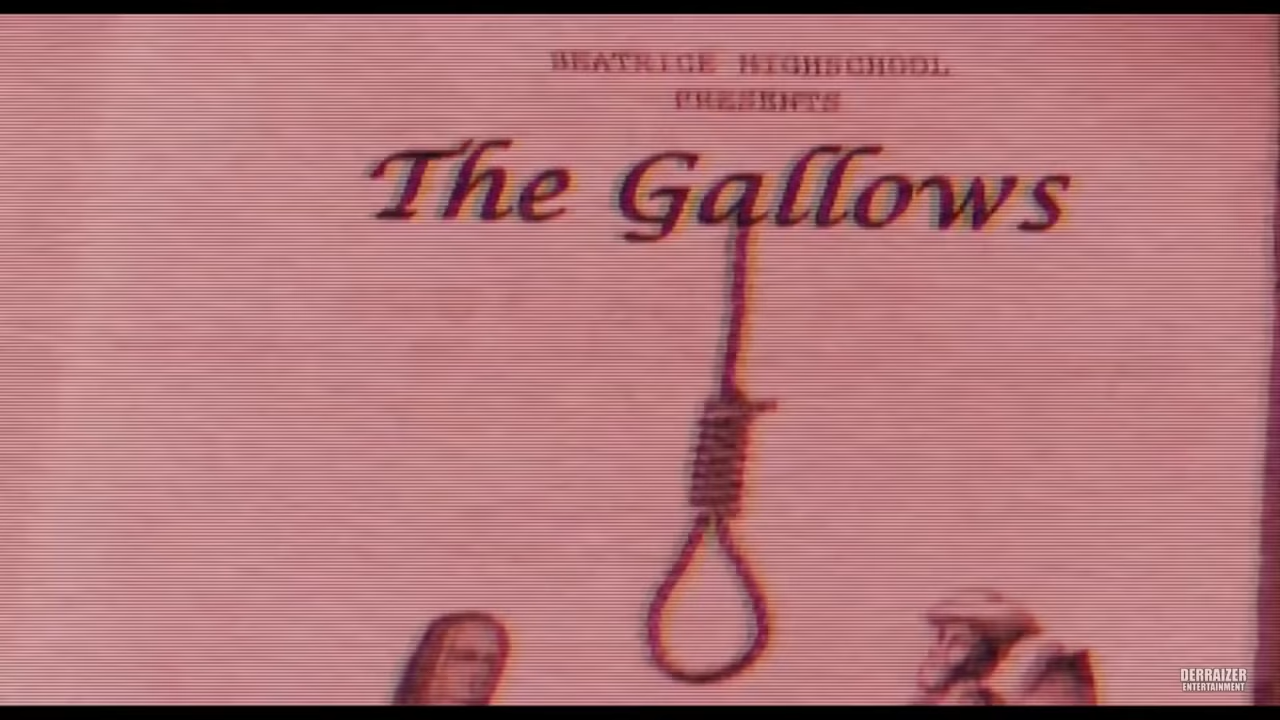 BEATRICE HIGHSCHOOL
PRESENTS
The Gallows
DERRAIZER
ENTERTAINMENT